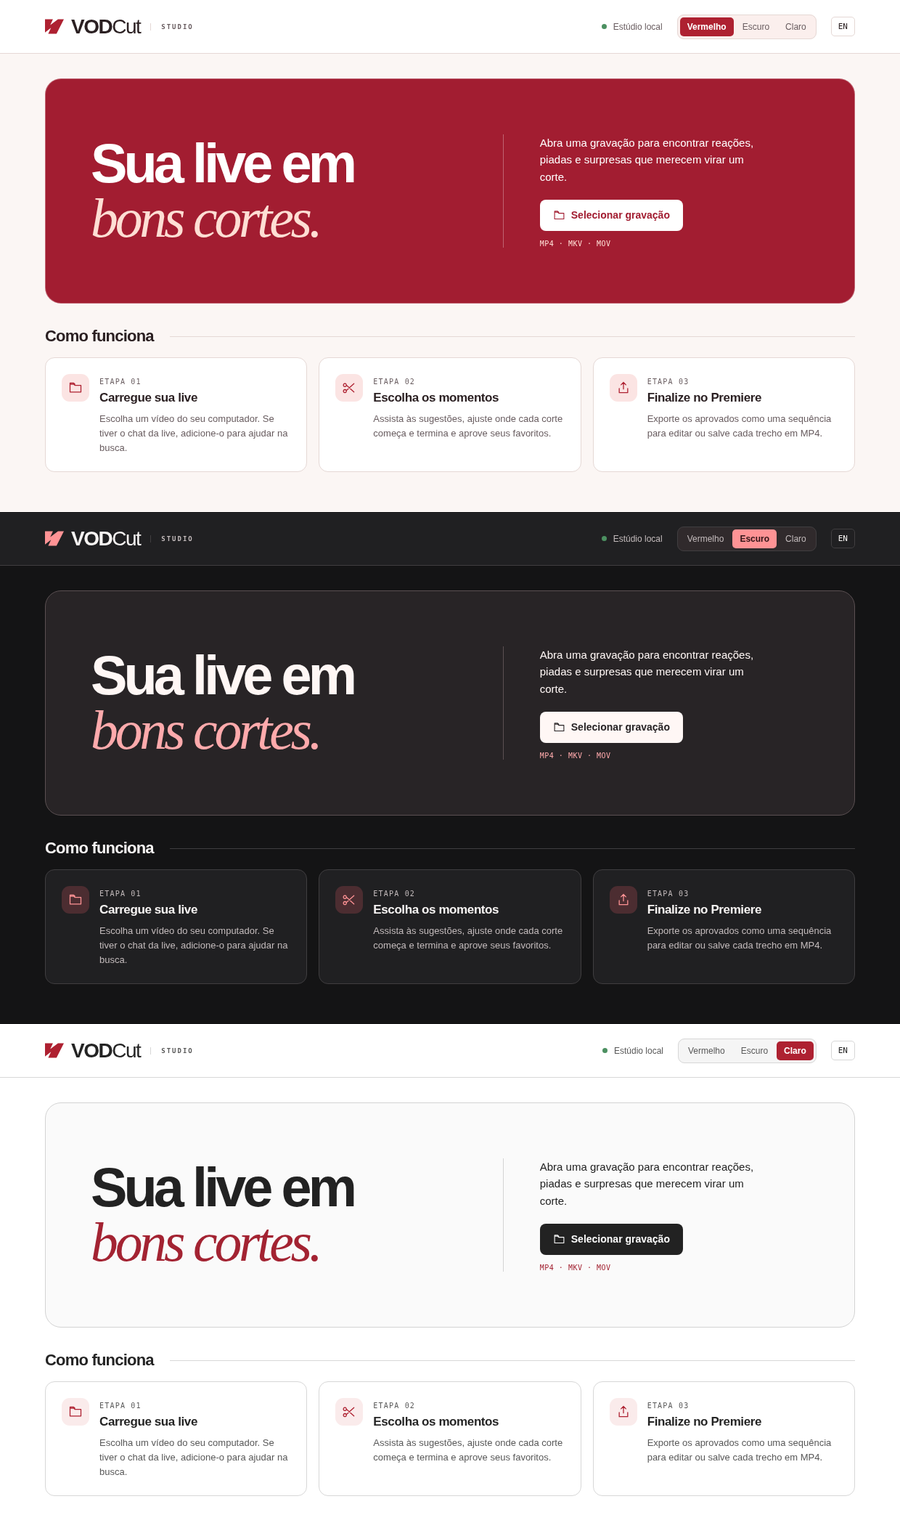 VODCut STUDIO Estúdio local Vermelho Escuro Claro EN
Sua live em
bons cortes.
Abra uma gravação para encontrar reações,
piadas e surpresas que merecem virar um
corte.
Selecionar gravação
MP4 · MKV · MOV
Como funciona
ETAPA 01
Carregue sua live
Escolha um vídeo do seu computador. Se
tiver o chat da live, adicione-o para ajudar na
busca.
ETAPA 02
Escolha os momentos
Assista às sugestões, ajuste onde cada corte
começa e termina e aprove seus favoritos.
ETAPA 03
Finalize no Premiere
Exporte os aprovados como uma sequência
para editar ou salve cada trecho em MP4.
VODCut STUDIO Estúdio local Vermelho Escuro Claro EN
Sua live em
bons cortes.
Abra uma gravação para encontrar reações,
piadas e surpresas que merecem virar um
corte.
Selecionar gravação
MP4 · MKV · MOV
Como funciona
ETAPA 01
Carregue sua live
Escolha um vídeo do seu computador. Se
tiver o chat da live, adicione-o para ajudar na
busca.
ETAPA 02
Escolha os momentos
Assista às sugestões, ajuste onde cada corte
começa e termina e aprove seus favoritos.
ETAPA 03
Finalize no Premiere
Exporte os aprovados como uma sequência
para editar ou salve cada trecho em MP4.
VODCut STUDIO Estúdio local Vermelho Escuro Claro EN
Sua live em
bons cortes.
Abra uma gravação para encontrar reações,
piadas e surpresas que merecem virar um
corte.
Selecionar gravação
MP4 · MKV · MOV
Como funciona
ETAPA 01
Carregue sua live
Escolha um vídeo do seu computador. Se
tiver o chat da live, adicione-o para ajudar na
busca.
ETAPA 02
Escolha os momentos
Assista às sugestões, ajuste onde cada corte
começa e termina e aprove seus favoritos.
ETAPA 03
Finalize no Premiere
Exporte os aprovados como uma sequência
para editar ou salve cada trecho em MP4.